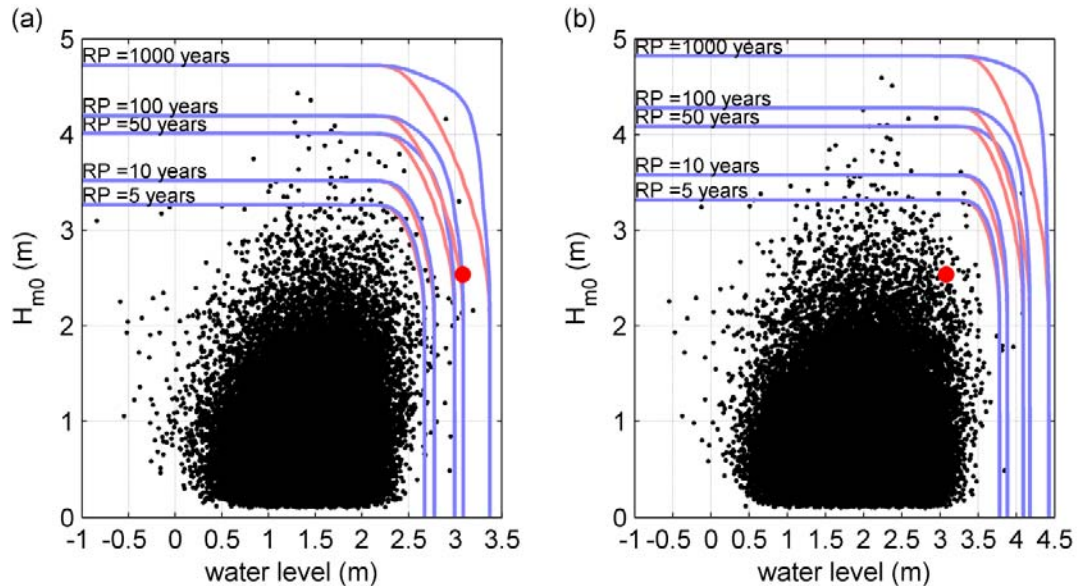 (a)
5
RP =1000 years
4
RP =100 years
RP =50 years
RP =10 years
RP =5 years
3
2
1
0
H_m0 (m)
-1 -0.5 0 0.5 1 1.5 2 2.5 3 3.5
water level (m)
(b)
5
RP =1000 years
RP =100 years
4
RP =50 years
RP =10 years
RP =5 years
3
2
1
0
H_m0 (m)
-1 -0.5 0 0.5 1 1.5 2 2.5 3 3.5 4 4.5
water level (m)